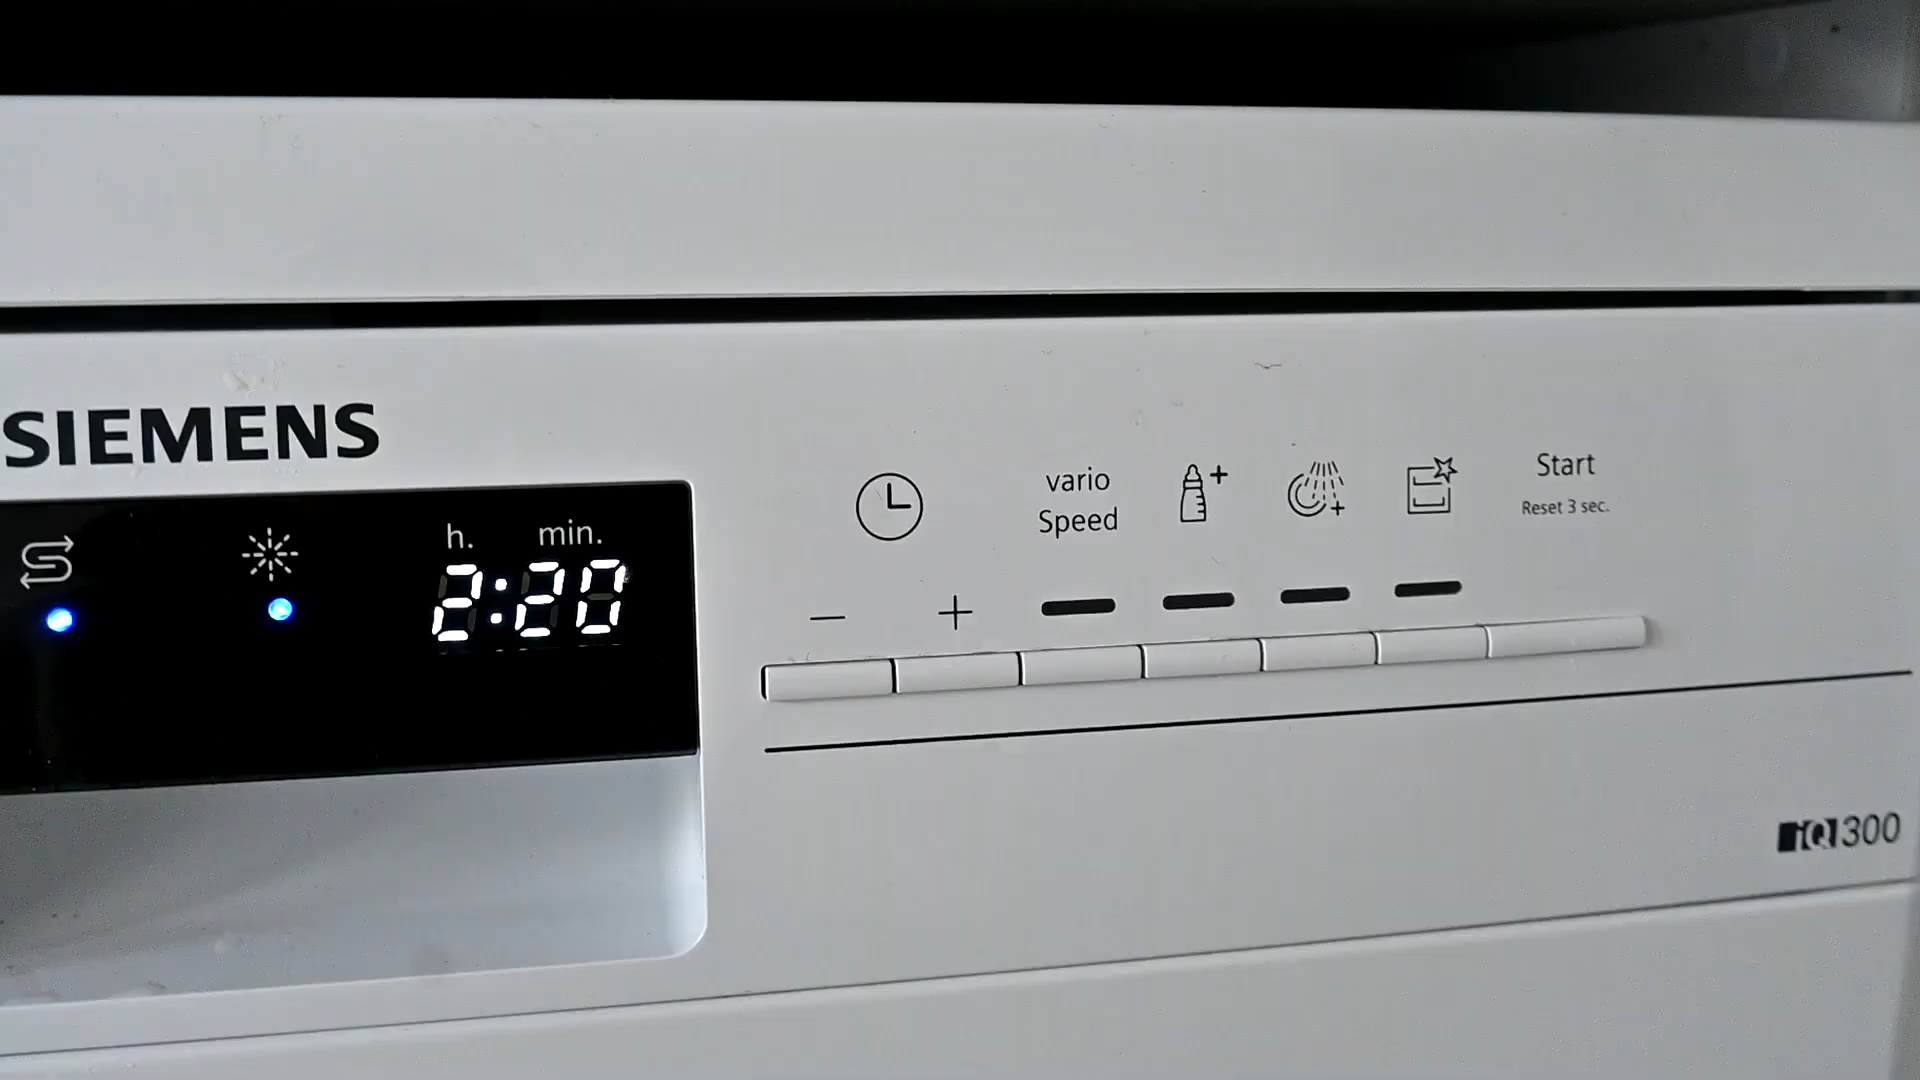 SIEMENS
h. min.
2:20
vario
Speed
Start
Reset 3 sec.
− +
iQ300